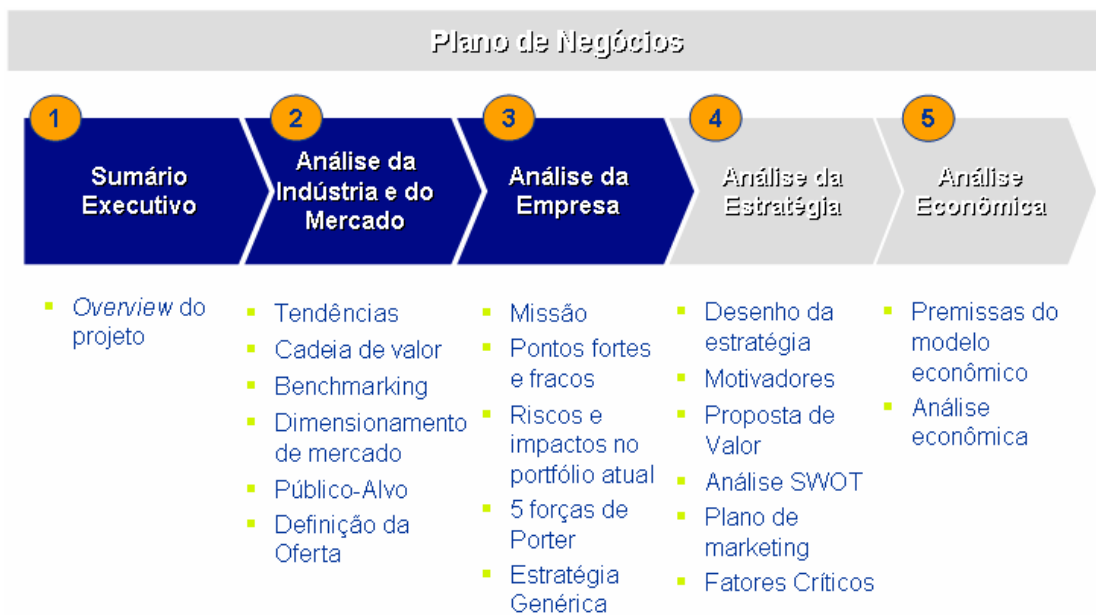 Plano de Negócios
1
Sumário
Executivo
2
Análise da
Indústria e do
Mercado
3
Análise da
Empresa
4
Análise da
Estratégia
5
Análise
Econômica
Overview do
projeto
Tendências
Cadeia de valor
Benchmarking
Dimensionamento
de mercado
Público-Alvo
Definição da
Oferta
Missão
Pontos fortes
e fracos
Riscos e
impactos no
portfólio atual
5 forças de
Porter
Estratégia
Genérica
Desenho da
estratégia
Motivadores
Proposta de
Valor
Análise SWOT
Plano de
marketing
Fatores Críticos
Premissas do
modelo
econômico
Análise
econômica